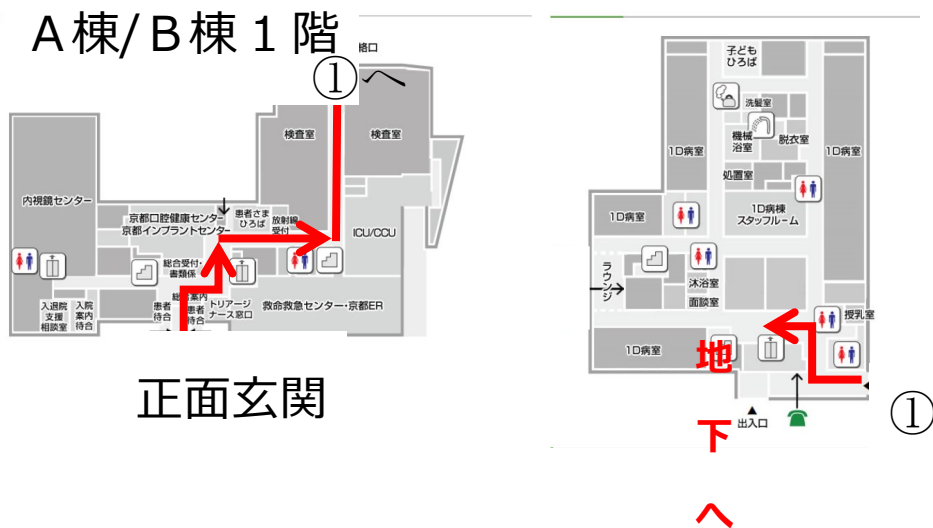 A棟/B棟1階
絡口
①へ
検査室
検査室
内視鏡センター
京都口腔健康センター
京都インプラントセンター
患者さま
ひろば
放射線
受付
ICU/CCU
総合受付・
書類係
総合案内
入退院
支援
相談室
入院
案内
待合
患者
待合
患者
待合
トリアージ
ナース窓口
救命救急センター・京都ER
正面玄関
子ども
ひろば
洗髪室
機械
浴室
脱衣室
1D病室
1D病室
処置室
1D病棟
スタッフルーム
1D病室
ラウンジ
沐浴室
面談室
授乳室
1D病室
出入口
①
地下へ